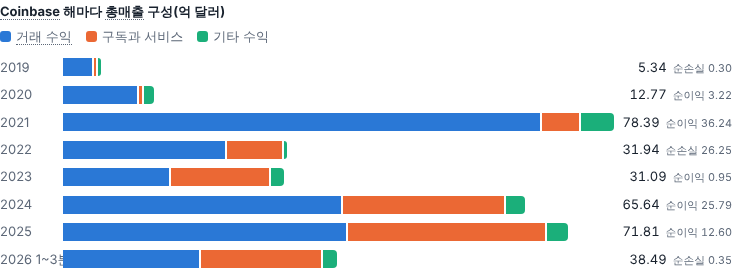 Coinbase 해마다 총매출 구성(억 달러)
거래 수익 구독과 서비스 기타 수익
2019 5.34 순손실 0.30
2020 12.77 순이익 3.22
2021 78.39 순이익 36.24
2022 31.94 순손실 26.25
2023 31.09 순이익 0.95
2024 65.64 순이익 25.79
2025 71.81 순이익 12.60
2026 1~3 38.49 순손실 0.35